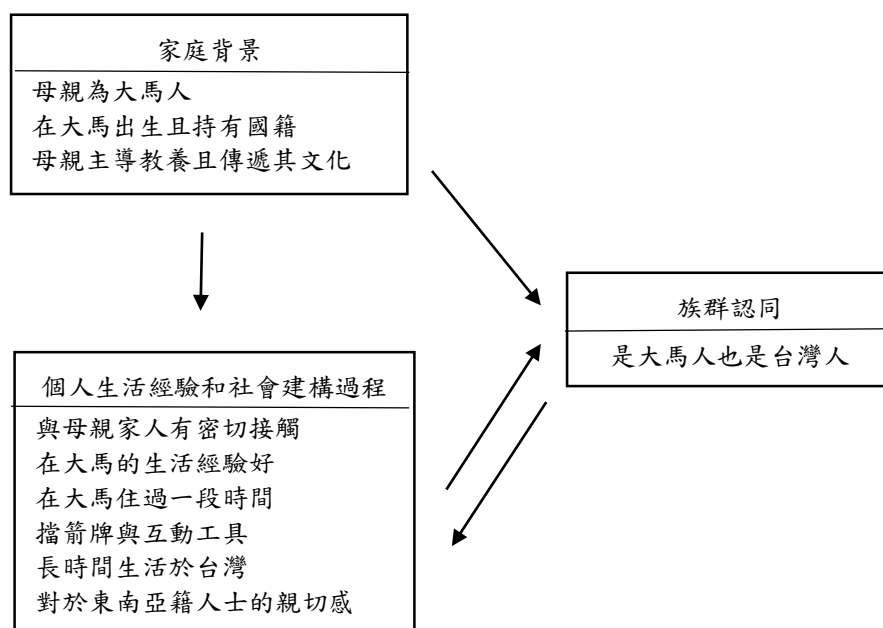 家庭背景
母親為大馬人
在大馬出生且持有國籍
母親主導教養且傳遞其文化
族群認同
是大馬人也是台灣人
個人生活經驗和社會建構過程
與母親家人有密切接觸
在大馬的生活經驗好
在大馬住過一段時間
擋箭牌與互動工具
長時間生活於台灣
對於東南亞籍人士的親切感